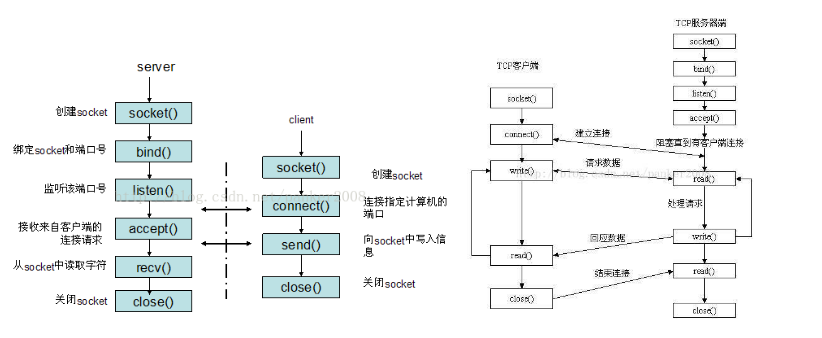 server
创建socket
socket()
绑定socket和端口号
bind()
监听该端口号
listen()
接收来自客户端的
连接请求
accept()
从socket中读取字符
recv()
关闭socket
close()
client
socket()
创建socket
connect()
连接指定计算机的
端口
send()
向socket中写入信
息
close()
关闭socket
TCP客户端
socket()
connect()
write()
read()
close()
建立连接
请求数据
回应数据
结束连接
TCP服务器端
socket()
bind()
listen()
accept()
阻塞直到有客户端连接
read()
处理请求
write()
read()
close()